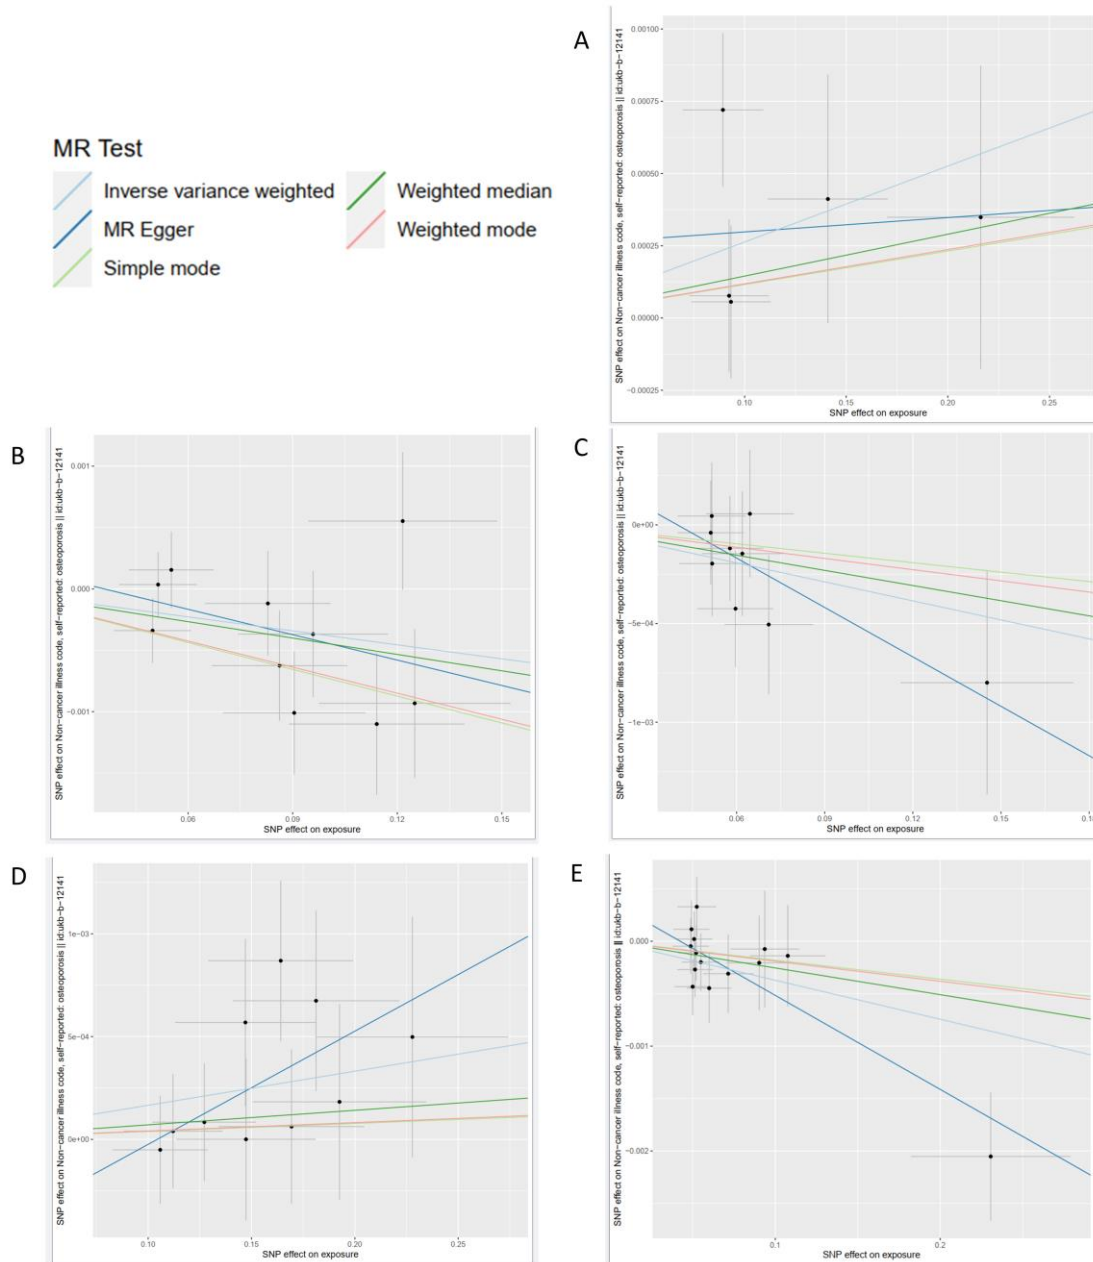 MR Test
Inverse variance weighted
Weighted median
MR Egger
Weighted mode
Simple mode
A
SNP effect on Non-cancer illness code, self-reported: osteoporosis || id:ukb-b-12141
0.00100
0.00075
0.00050
0.00025
0.00000
−0.00025
0.10
0.15
0.20
0.25
SNP effect on exposure
B
SNP effect on Non-cancer illness code, self-reported: osteoporosis || id:ukb-b-12141
0.001
0.000
−0.001
0.06
0.09
0.12
0.15
SNP effect on exposure
C
SNP effect on Non-cancer illness code, self-reported: osteoporosis || id:ukb-b-12141
0e+00
−5e−04
−1e−03
0.06
0.09
0.12
0.15
SNP effect on exposure
D
SNP effect on Non-cancer illness code, self-reported: osteoporosis || id:ukb-b-12141
1e−03
5e−04
0e+00
0.10
0.15
0.20
0.25
SNP effect on exposure
E
SNP effect on Non-cancer illness code, self-reported: osteoporosis || id:ukb-b-12141
0.000
−0.001
−0.002
0.1
0.2
SNP effect on exposure